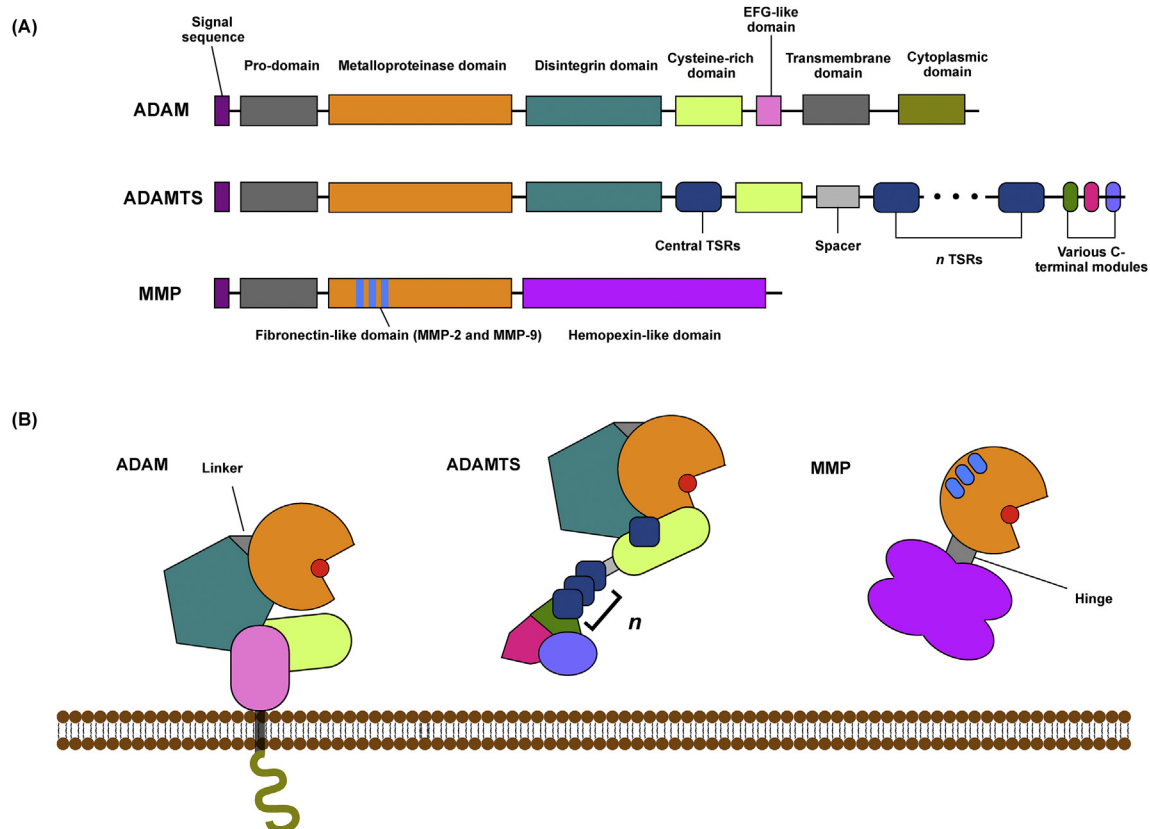 (A)
Signal
sequence
Pro-domain
Metalloproteinase domain
Disintegrin domain
Cysteine-rich
domain
EFG-like
domain
Transmembrane
domain
Cytoplasmic
domain
ADAM
ADAMTS
Central TSRs
Spacer
n TSRs
Various C-
terminal modules
MMP
Fibronectin-like domain (MMP-2 and MMP-9)
Hemopexin-like domain
(B)
ADAM
Linker
ADAMTS
n
MMP
Hinge